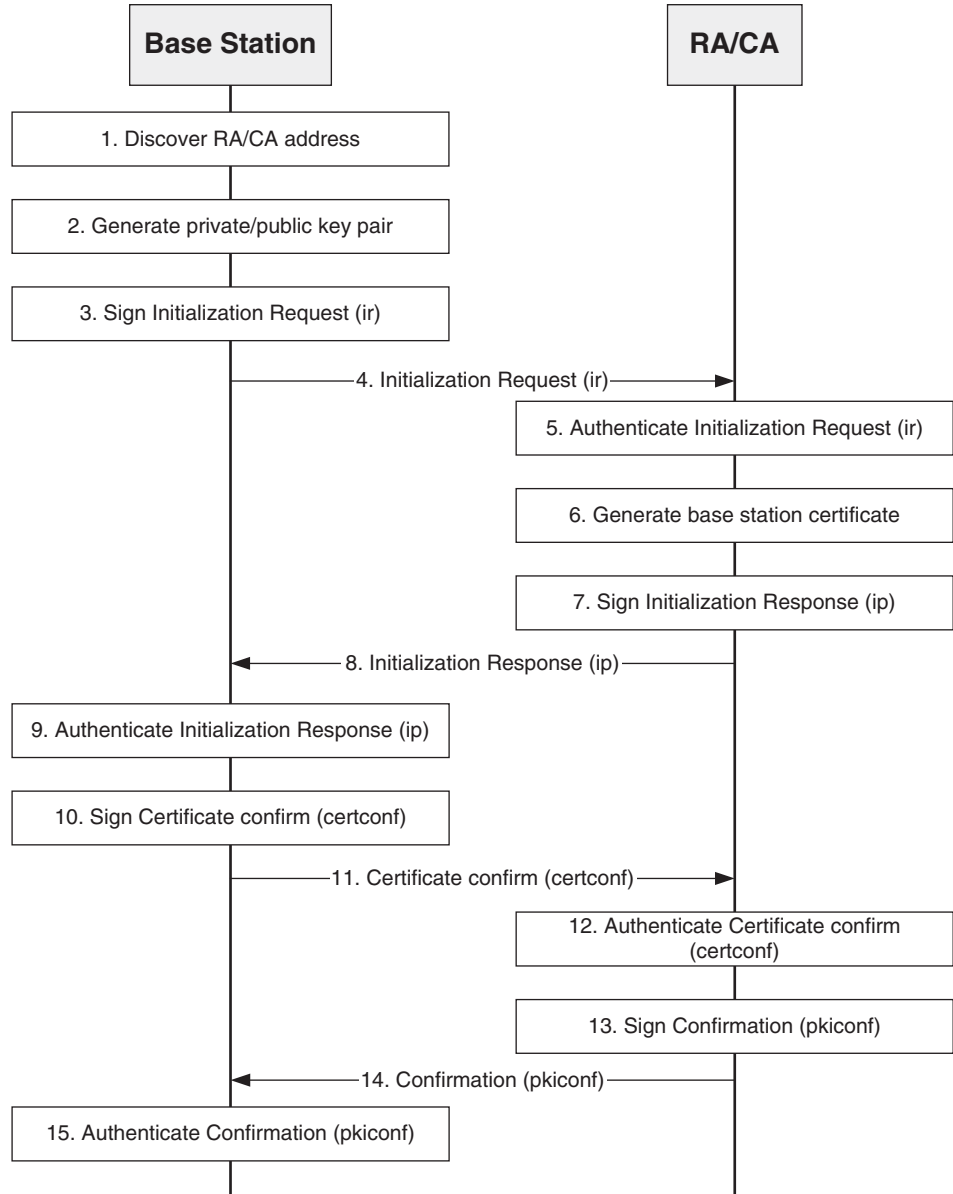 Base Station
RA/CA
1. Discover RA/CA address
2. Generate private/public key pair
3. Sign Initialization Request (ir)
4. Initialization Request (ir)
5. Authenticate Initialization Request (ir)
6. Generate base station certificate
7. Sign Initialization Response (ip)
8. Initialization Response (ip)
9. Authenticate Initialization Response (ip)
10. Sign Certificate confirm (certconf)
11. Certificate confirm (certconf)
12. Authenticate Certificate confirm
(certconf)
13. Sign Confirmation (pkiconf)
14. Confirmation (pkiconf)
15. Authenticate Confirmation (pkiconf)